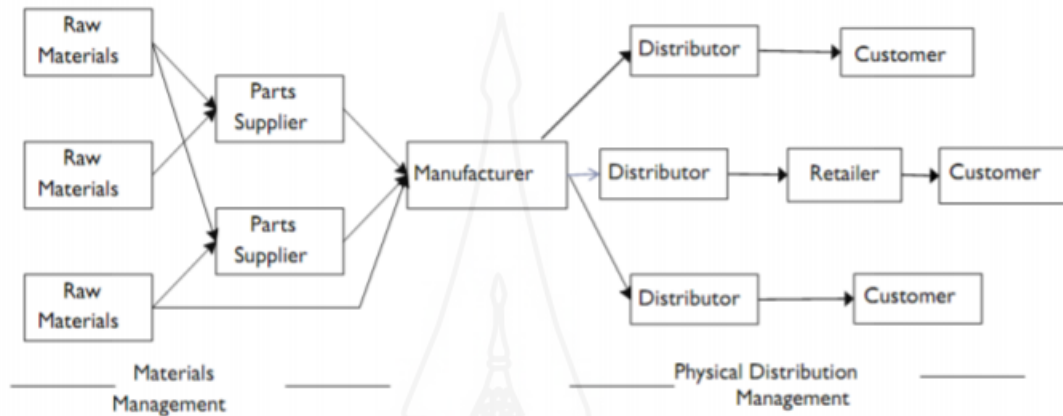 Raw
Materials
Parts
Supplier
Raw
Materials
Parts
Supplier
Raw
Materials
Manufacturer
Distributor
Customer
Distributor
Retailer
Customer
Distributor
Customer
Materials
Management
Physical Distribution
Management